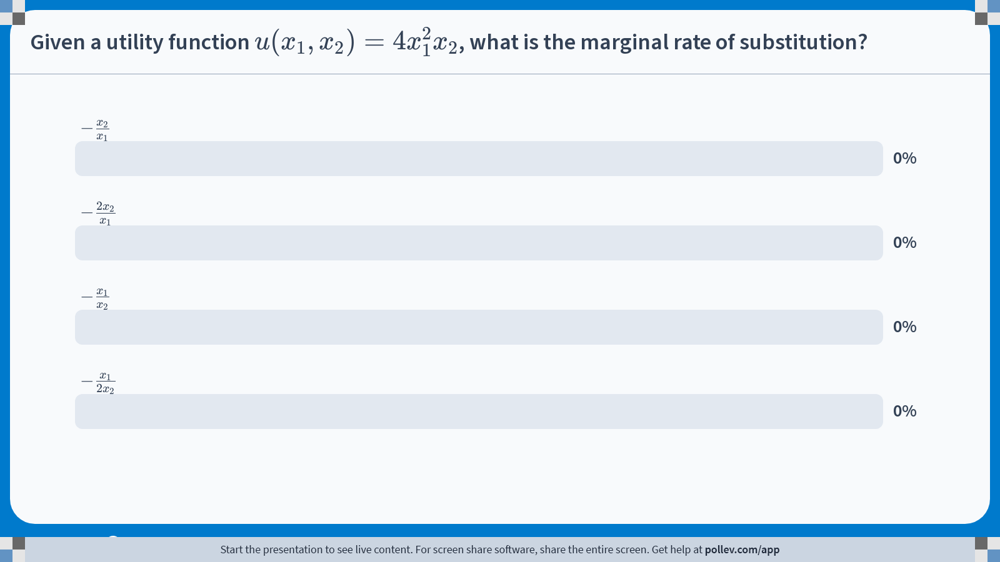 Given a utility function $u(x_1, x_2) = 4x_1^2x_2$, what is the marginal rate of substitution?
$-\frac{x_2}{x_1}$
0%
$-\frac{2x_2}{x_1}$
0%
$-\frac{x_1}{x_2}$
0%
$-\frac{x_1}{2x_2}$
0%
Start the presentation to see live content. For screen share software, share the entire screen. Get help at pollev.com/app